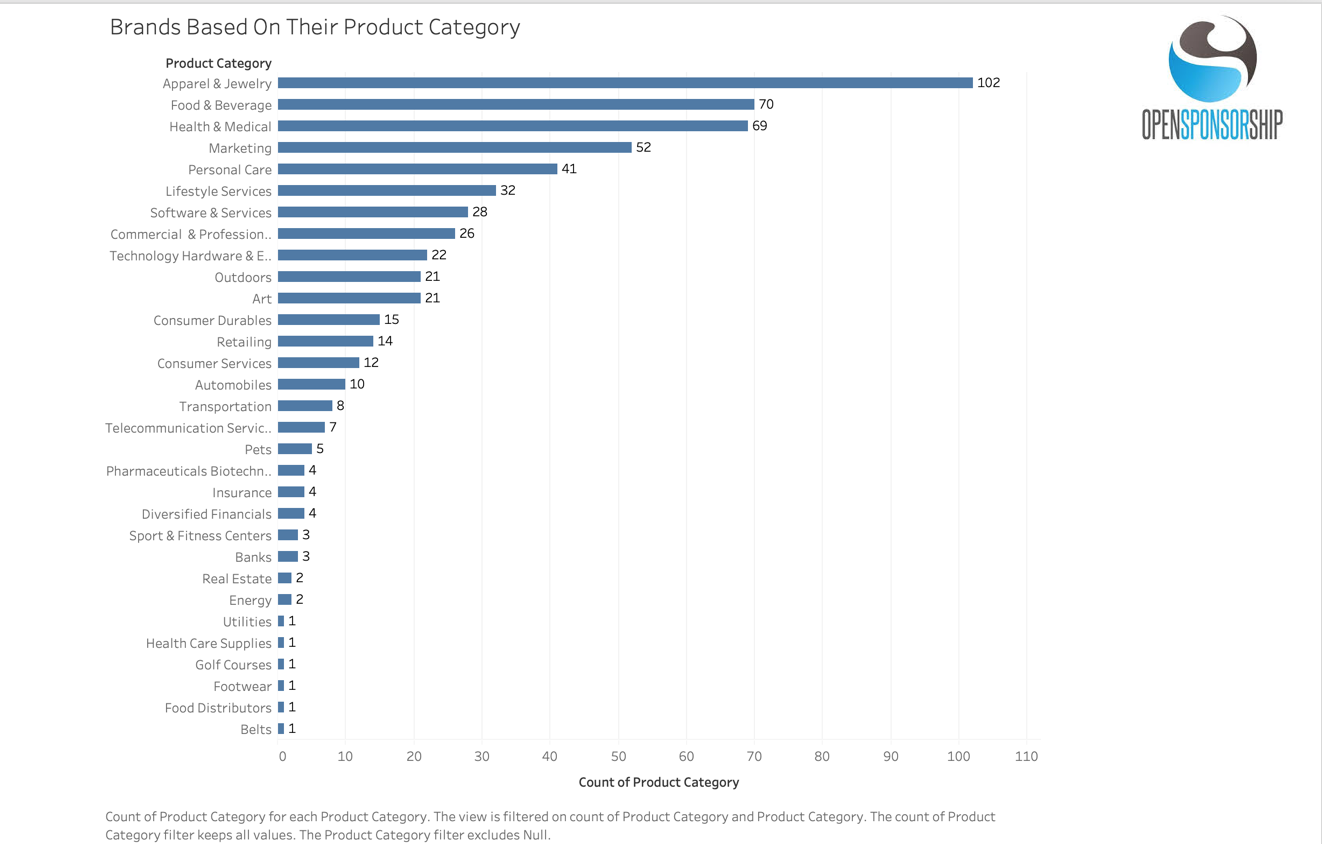 Brands Based On Their Product Category
OPENSPONSORSHIP
Product Category
Apparel & Jewelry 102
Food & Beverage 70
Health & Medical 69
Marketing 52
Personal Care 41
Lifestyle Services 32
Software & Services 28
Commercial & Profession.. 26
Technology Hardware & E.. 22
Outdoors 21
Art 21
Consumer Durables 15
Retailing 14
Consumer Services 12
Automobiles 10
Transportation 8
Telecommunication Servic.. 7
Pets 5
Pharmaceuticals Biotechn.. 4
Insurance 4
Diversified Financials 4
Sport & Fitness Centers 3
Banks 3
Real Estate 2
Energy 2
Utilities 1
Health Care Supplies 1
Golf Courses 1
Footwear 1
Food Distributors 1
Belts 1
0 10 20 30 40 50 60 70 80 90 100 110
Count of Product Category
Count of Product Category for each Product Category. The view is filtered on count of Product Category and Product Category. The count of Product
Category filter keeps all values. The Product Category filter excludes Null.